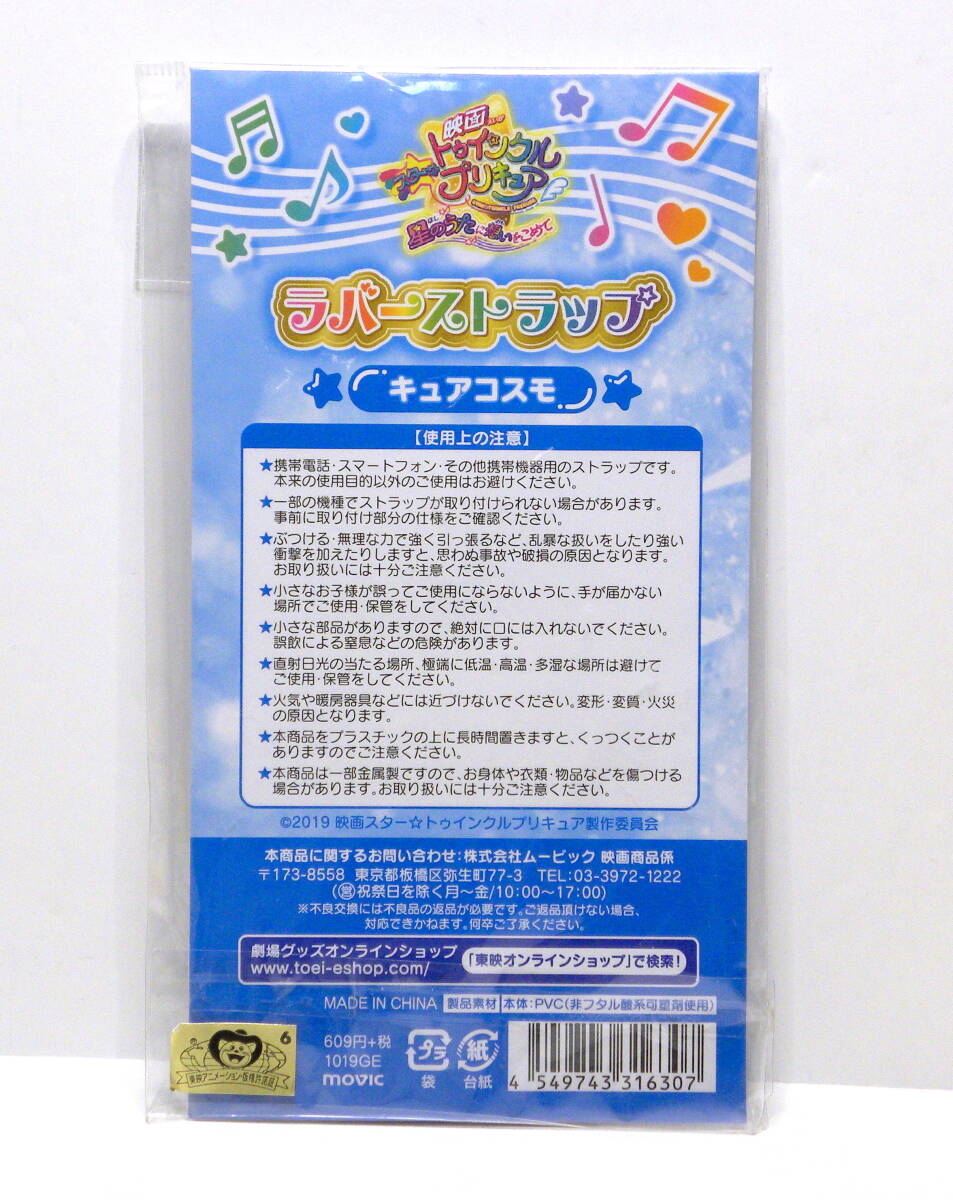 映画
スター☆トゥインクル
プリキュア
星のうたに想いをこめて
ラバーストラップ
キュアコスモ
【使用上の注意】
★携帯電話・スマートフォン・その他携帯機器用のストラップです。
本来の使用目的以外のご使用はお避けください。
★一部の機種でストラップが取り付けられない場合があります。
事前に取り付け部分の仕様をご確認ください。
★ぶつける・無理な力で強く引っ張るなど、乱暴な扱いをしたり強い
衝撃を加えたりしますと、思わぬ事故や破損の原因となります。
お取り扱いには十分ご注意ください。
★小さなお子様が誤ってご使用にならないように、手が届かない
場所でご使用・保管をしてください。
★小さな部品がありますので、絶対に口には入れないでください。
誤飲による窒息などの危険があります。
★直射日光の当たる場所、極端に低温・高温・多湿な場所は避けて
ご使用・保管をしてください。
★火気や暖房器具などには近づけないでください。変形・変質・火災
の原因となります。
★本商品をプラスチックの上に長時間置きますと、くっつくことが
ありますのでご注意ください。
★本商品は一部金属製ですので、お身体や衣類・物品などを傷つける
場合があります。お取り扱いには十分ご注意ください。
©2019 映画スター☆トゥインクルプリキュア製作委員会
本商品に関するお問い合わせ：株式会社ムービック 映画商品係
〒173-8558 東京都板橋区弥生町77-3 TEL:03-3972-1222
(営祝祭日を除く月〜金/10:00〜17:00)
※不良交換には不良品の返品が必要です。ご返品頂けない場合、
対応できかねます。何卒ご了承ください。
劇場グッズオンラインショップ
www.toei-eshop.com/
「東映オンラインショップ」で検索!
MADE IN CHINA 製品素材 本体：PVC(非フタル酸系可塑剤使用)
609円+税
1019GE
movic
プラ
袋
紙
台紙
4 549743 316307
6
東映アニメーション版権許諾証